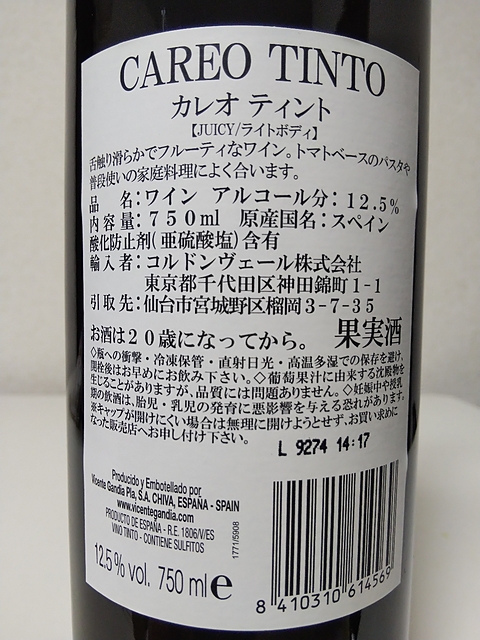 CAREO TINTO
カレオ ティント
【JUICY/ライトボディ】
舌触り滑らかでフルーティなワイン。トマトベースのパスタや
普段使いの家庭料理によく合います。
品 名:ワイン アルコール分:12.5%
内容量:750ml 原産国名:スペイン
酸化防止剤(亜硫酸塩)含有
輸入者:コルドンヴェール株式会社
東京都千代田区神田錦町1-1
引取先:仙台市宮城野区榴岡3-7-35
お酒は20歳になってから。 果実酒
◇瓶への衝撃・冷凍保管・直射日光・高温多湿での保存を避け、
開栓後はお早めにお飲み下さい。◇葡萄果汁に由来する沈殿物を
生じることがありますが、品質には問題ありません。◇妊娠中や授乳
期の飲酒は、胎児・乳児の発育に悪影響を与える恐れがあります。
※キャップが開けにくい場合は無理に開けようとせず、お買い求めに
なった販売店へお申し付け下さい。
L 9274 14:17
Producido y Embotellado por
Vicente Gandia Pla, S.A. CHIVA, ESPAÑA - SPAIN
www.vicentegandia.com
PRODUCTO DE ESPAÑA - R.E. 1806/V/ES
VINO TINTO - CONTIENE SULFITOS
1771/5908
12.5% vol. 750 ml e
8 410310 614569